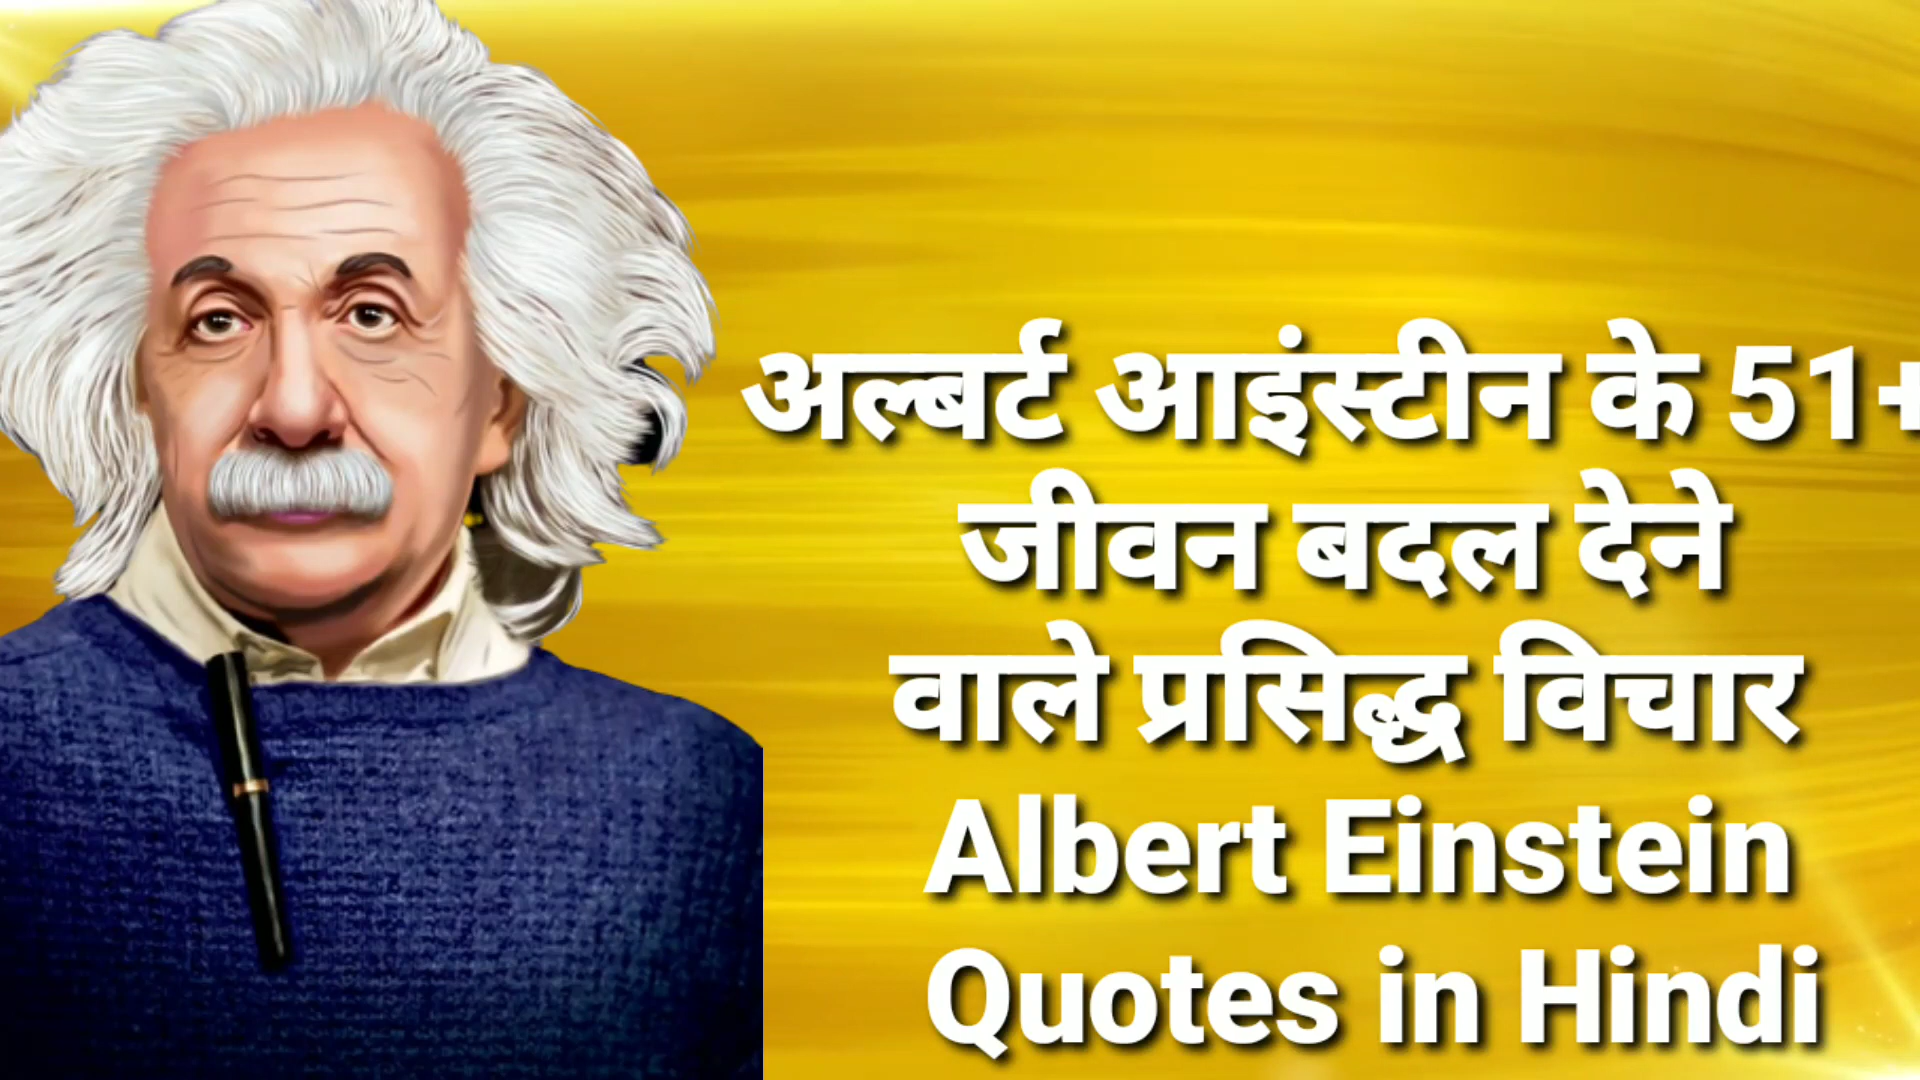 अल्बर्ट आइंस्टीन के 51+
जीवन बदल देने
वाले प्रसिद्ध विचार
Albert Einstein
Quotes in Hindi